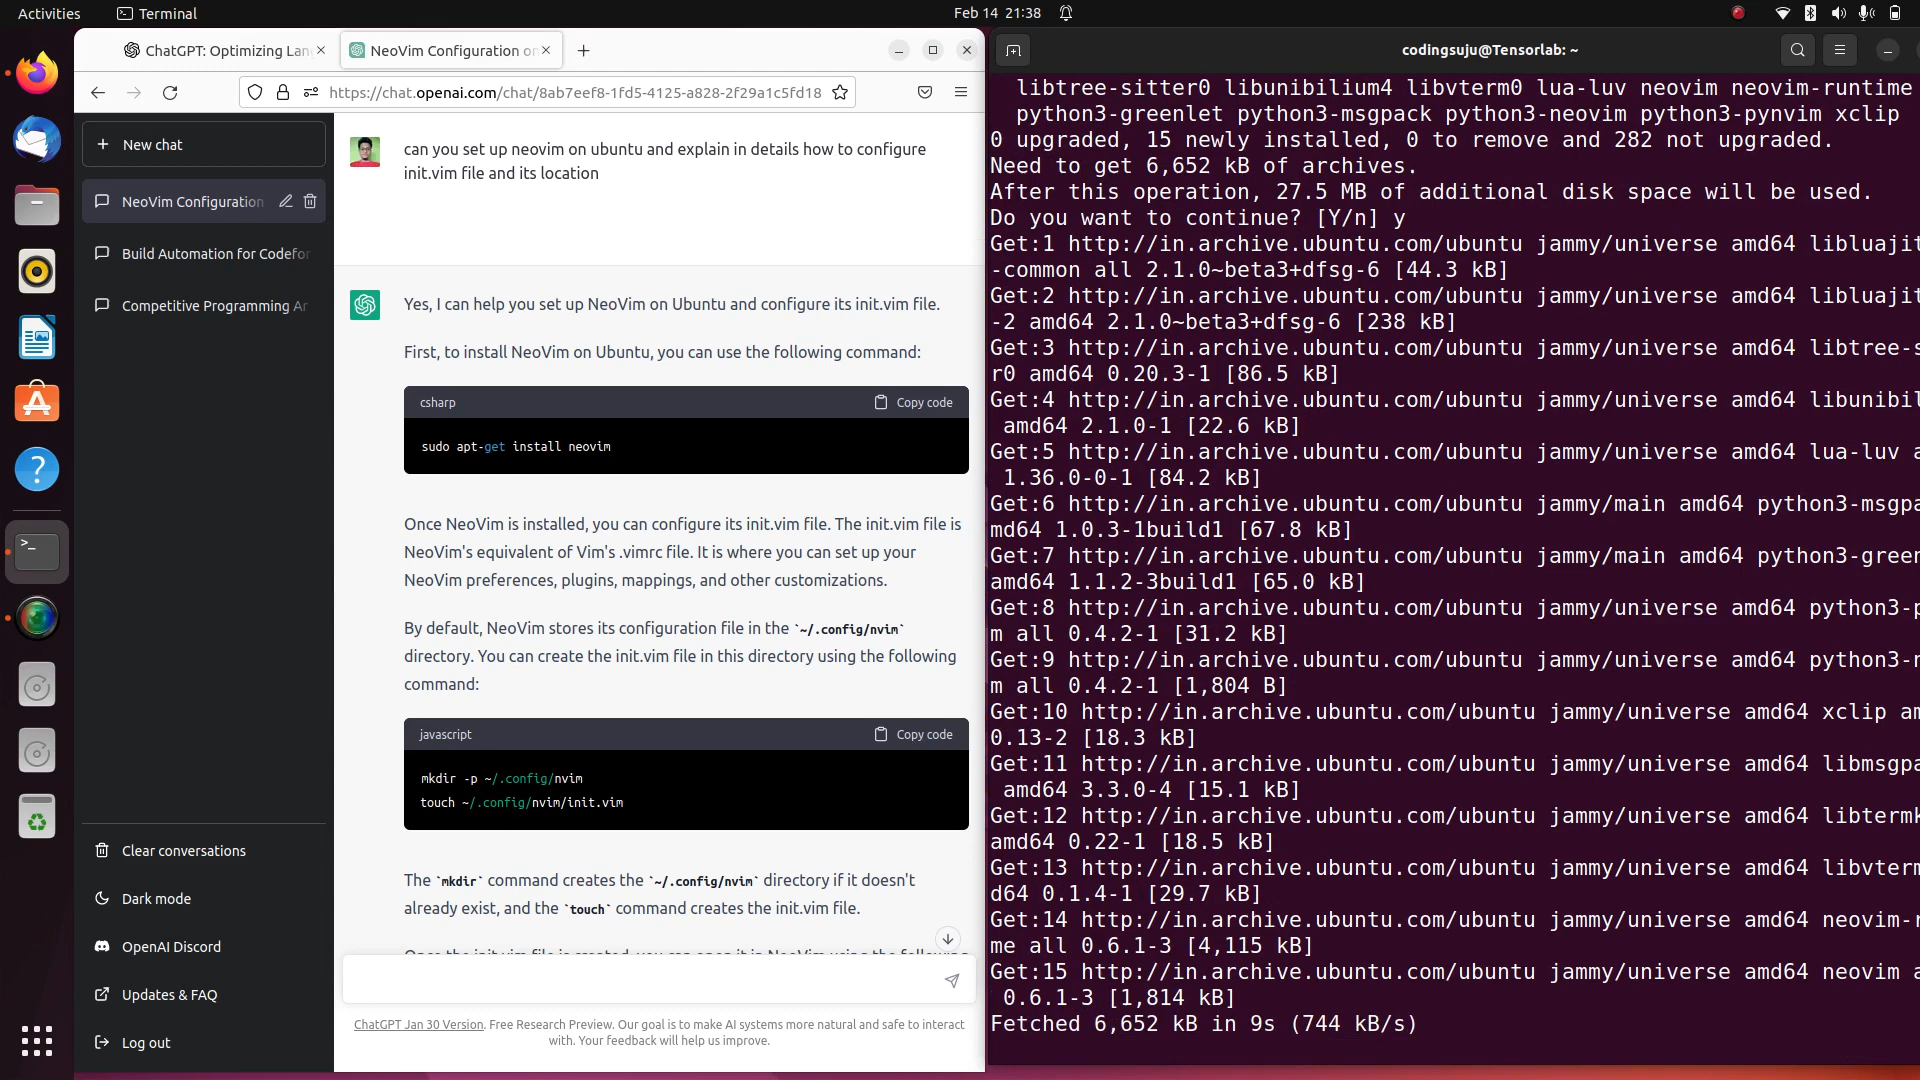 Activities
Terminal
Feb 14 21:38
ChatGPT: Optimizing Lan
NeoVim Configuration on
https://chat.openai.com/chat/8ab7eef8-1fd5-4125-a828-2f29a1c5fd18
New chat
NeoVim Configuration
Build Automation for Codefor
Competitive Programming Ar
Clear conversations
Dark mode
OpenAI Discord
Updates & FAQ
Log out
can you set up neovim on ubuntu and explain in details how to configure
init.vim file and its location
Yes, I can help you set up NeoVim on Ubuntu and configure its init.vim file.
First, to install NeoVim on Ubuntu, you can use the following command:
csharp
Copy code
sudo apt-get install neovim
Once NeoVim is installed, you can configure its init.vim file. The init.vim file is
NeoVim's equivalent of Vim's .vimrc file. It is where you can set up your
NeoVim preferences, plugins, mappings, and other customizations.
By default, NeoVim stores its configuration file in the `~/.config/nvim`
directory. You can create the init.vim file in this directory using the following
command:
javascript
Copy code
mkdir -p ~/.config/nvim
touch ~/.config/nvim/init.vim
The `mkdir` command creates the `~/.config/nvim` directory if it doesn't
already exist, and the `touch` command creates the init.vim file.
Once the init.vim file is created, you can open it in NeoVim using the following
ChatGPT Jan 30 Version. Free Research Preview. Our goal is to make AI systems more natural and safe to interact
with. Your feedback will help us improve.
codingsuju@Tensorlab: ~
libtree-sitter0 libunibilium4 libvterm0 lua-luv neovim neovim-runtime
python3-greenlet python3-msgpack python3-neovim python3-pynvim xclip
0 upgraded, 15 newly installed, 0 to remove and 282 not upgraded.
Need to get 6,652 kB of archives.
After this operation, 27.5 MB of additional disk space will be used.
Do you want to continue? [Y/n] y
Get:1 http://in.archive.ubuntu.com/ubuntu jammy/universe amd64 libluajit
-common all 2.1.0~beta3+dfsg-6 [44.3 kB]
Get:2 http://in.archive.ubuntu.com/ubuntu jammy/universe amd64 libluajit
-2 amd64 2.1.0~beta3+dfsg-6 [238 kB]
Get:3 http://in.archive.ubuntu.com/ubuntu jammy/universe amd64 libtree-s
r0 amd64 0.20.3-1 [86.5 kB]
Get:4 http://in.archive.ubuntu.com/ubuntu jammy/universe amd64 libunibil
amd64 2.1.0-1 [22.6 kB]
Get:5 http://in.archive.ubuntu.com/ubuntu jammy/universe amd64 lua-luv a
1.36.0-0-1 [84.2 kB]
Get:6 http://in.archive.ubuntu.com/ubuntu jammy/main amd64 python3-msgpa
md64 1.0.3-1build1 [67.8 kB]
Get:7 http://in.archive.ubuntu.com/ubuntu jammy/main amd64 python3-green
amd64 1.1.2-3build1 [65.0 kB]
Get:8 http://in.archive.ubuntu.com/ubuntu jammy/universe amd64 python3-p
m all 0.4.2-1 [31.2 kB]
Get:9 http://in.archive.ubuntu.com/ubuntu jammy/universe amd64 python3-n
m all 0.4.2-1 [1,804 B]
Get:10 http://in.archive.ubuntu.com/ubuntu jammy/universe amd64 xclip am
0.13-2 [18.3 kB]
Get:11 http://in.archive.ubuntu.com/ubuntu jammy/universe amd64 libmsgpa
amd64 3.3.0-4 [15.1 kB]
Get:12 http://in.archive.ubuntu.com/ubuntu jammy/universe amd64 libtermk
amd64 0.22-1 [18.5 kB]
Get:13 http://in.archive.ubuntu.com/ubuntu jammy/universe amd64 libvterm
d64 0.1.4-1 [29.7 kB]
Get:14 http://in.archive.ubuntu.com/ubuntu jammy/universe amd64 neovim-r
me all 0.6.1-3 [4,115 kB]
Get:15 http://in.archive.ubuntu.com/ubuntu jammy/universe amd64 neovim a
0.6.1-3 [1,814 kB]
Fetched 6,652 kB in 9s (744 kB/s)